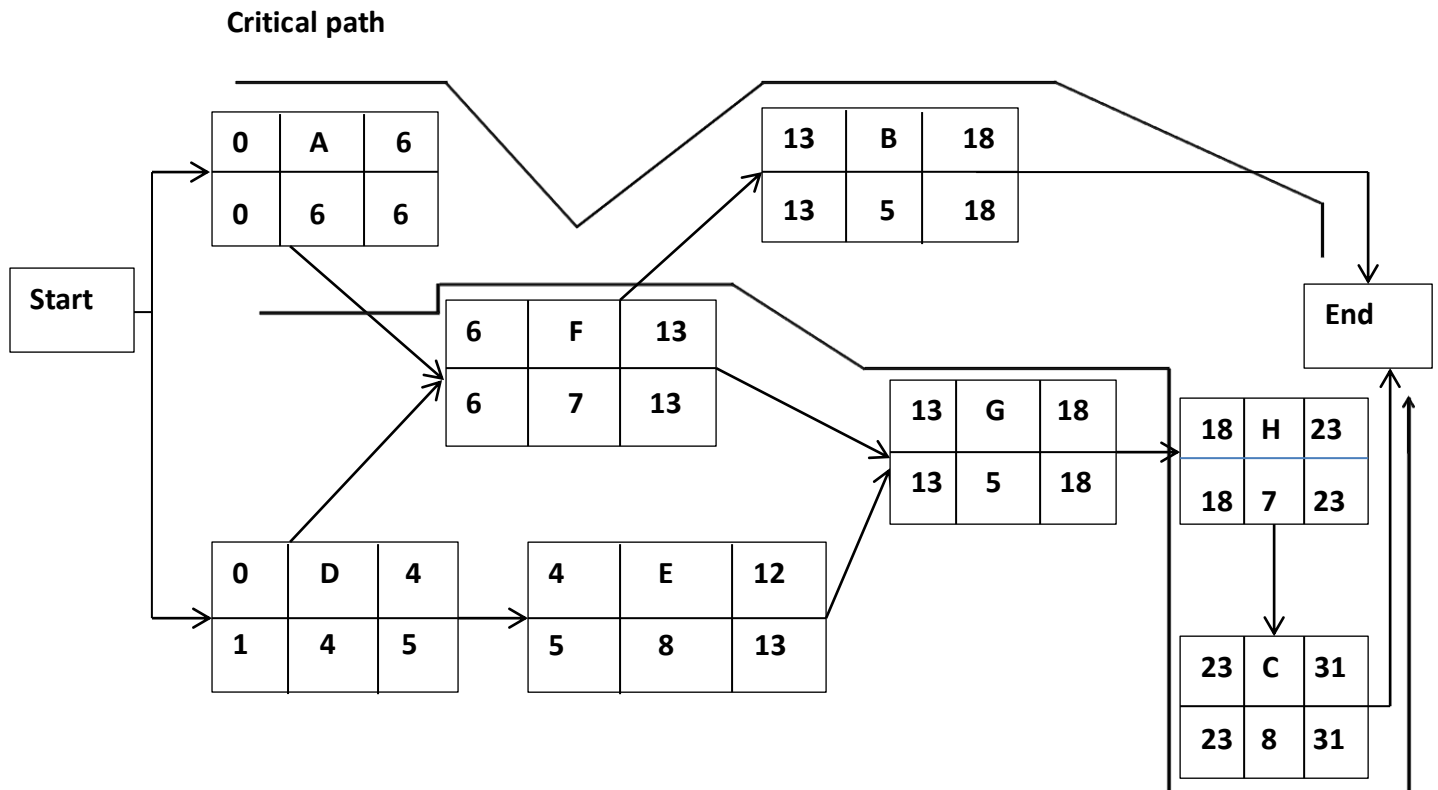 Critical path
0 A 6
0 6 6
13 B 18
13 5 18
Start
End
6 F 13
6 7 13
13 G 18
13 5 18
18 H 23
18 7 23
0 D 4
1 4 5
4 E 12
5 8 13
23 C 31
23 8 31